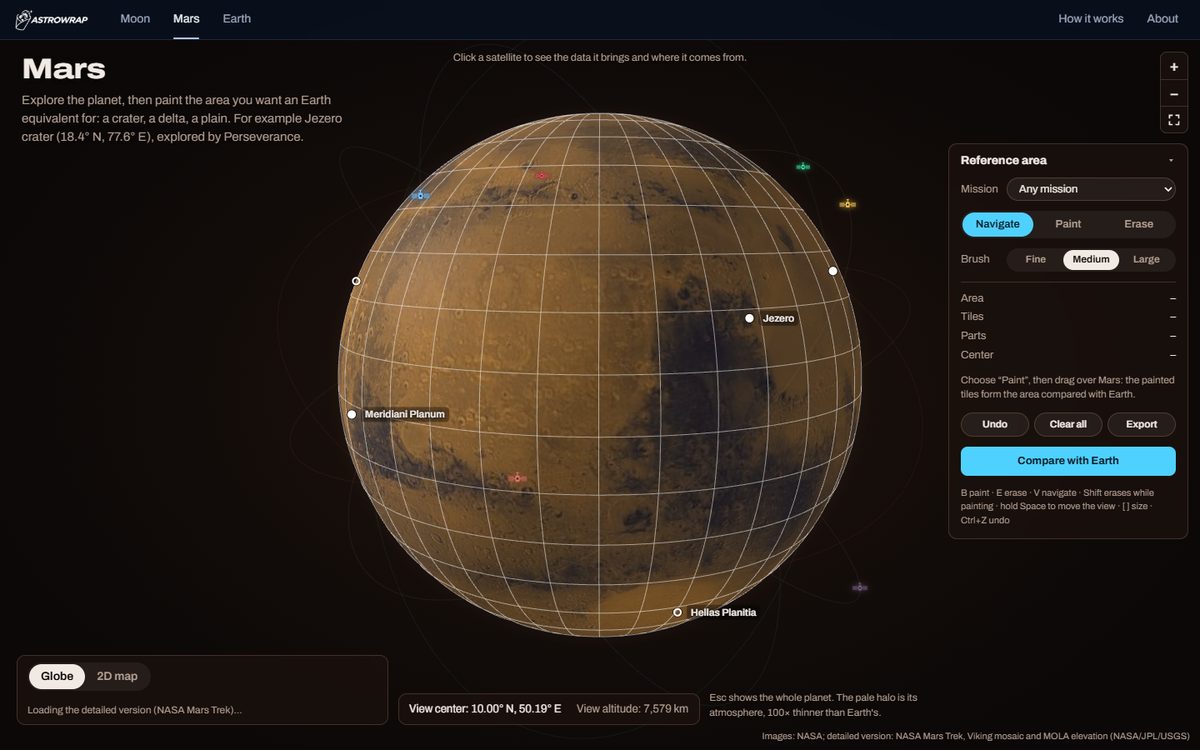 ASTROWRAP
Moon
Mars
Earth
How it works
About
Mars
Explore the planet, then paint the area you want an Earth
equivalent for: a crater, a delta, a plain. For example Jezero
crater (18.4° N, 77.6° E), explored by Perseverance.
Click a satellite to see the data it brings and where it comes from.
+
−
Reference area
Mission
Any mission
Navigate
Paint
Erase
Brush
Fine
Medium
Large
Area –
Tiles –
Parts –
Center –
Choose “Paint”, then drag over Mars: the painted
tiles form the area compared with Earth.
Undo
Clear all
Export
Compare with Earth
B paint · E erase · V navigate · Shift erases while
painting · hold Space to move the view · [ ] size ·
Ctrl+Z undo
Jezero
Meridiani Planum
Hellas Planitia
Globe
2D map
Loading the detailed version (NASA Mars Trek)...
View center: 10.00° N, 50.19° E
View altitude: 7,579 km
Esc shows the whole planet. The pale halo is its
atmosphere, 100× thinner than Earth's.
Images: NASA; detailed version: NASA Mars Trek, Viking mosaic and MOLA elevation (NASA/JPL/USGS)